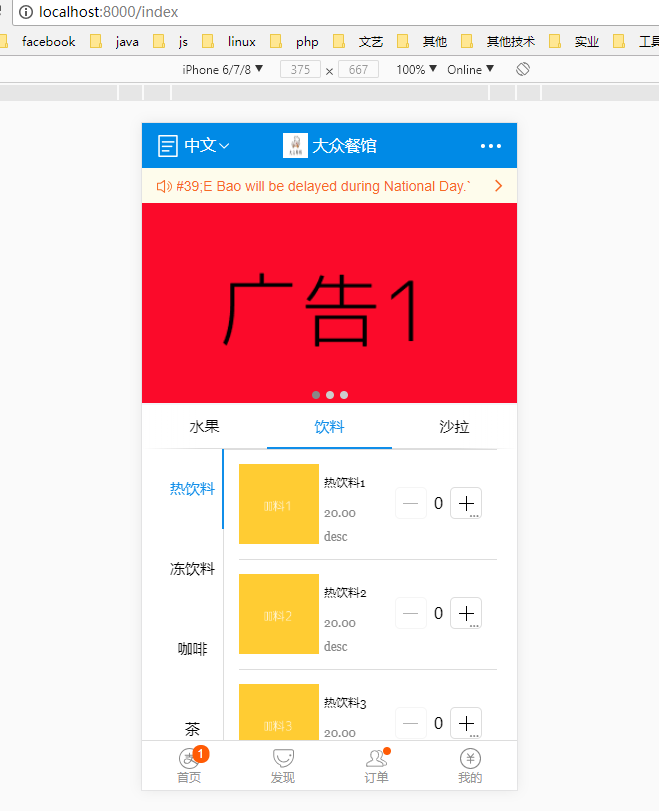 localhost:8000/index
facebook java js linux php 文艺 其他 其他技术 实业
iPhone 6/7/8 ▼ 375 × 667 100% ▼ Online ▼
中文 大众餐馆 •••
#39;E Bao will be delayed during National Day.`
广告1
水果 饮料 沙拉
热饮料
冻饮料
咖啡
茶
加料1
热饮料1
20.00
desc
0
加料2
热饮料2
20.00
desc
0
加料3
热饮料3
20.00
0
1
首页 发现 订单 我的